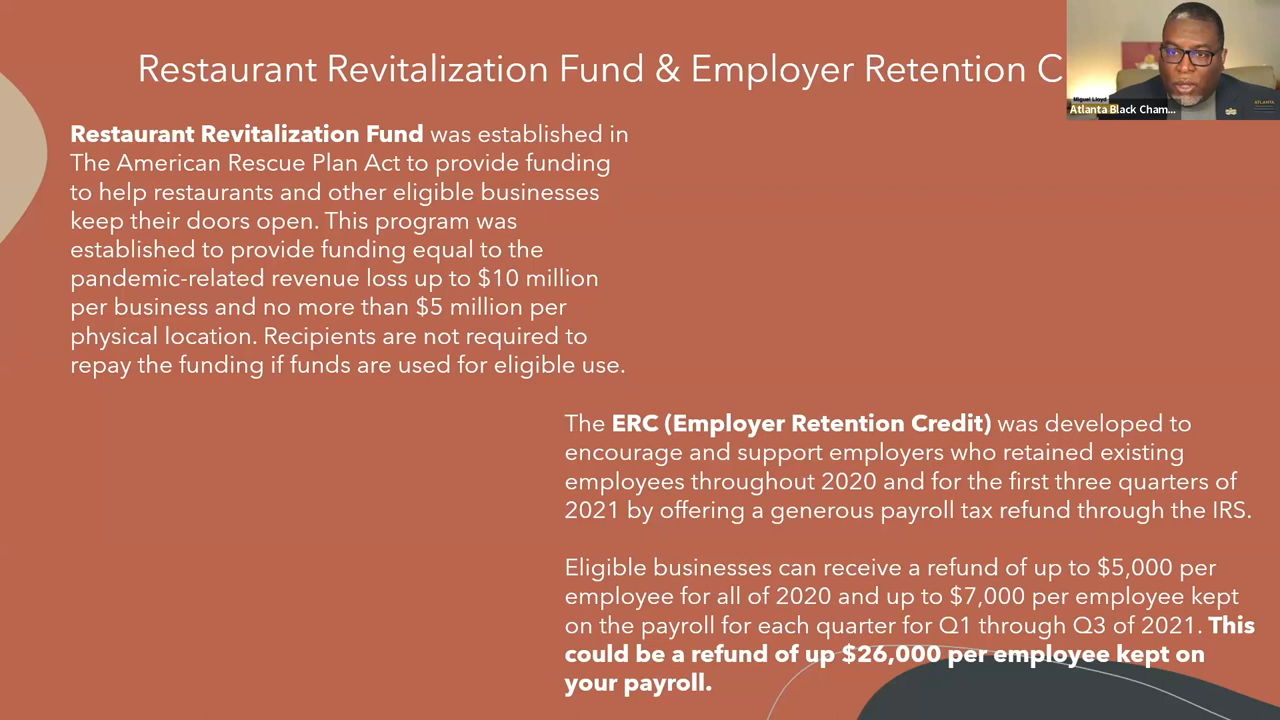 Restaurant Revitalization Fund & Employer Retention C
Atlanta Black Cham...
Restaurant Revitalization Fund was established in
The American Rescue Plan Act to provide funding
to help restaurants and other eligible businesses
keep their doors open. This program was
established to provide funding equal to the
pandemic-related revenue loss up to $10 million
per business and no more than $5 million per
physical location. Recipients are not required to
repay the funding if funds are used for eligible use.
The ERC (Employer Retention Credit) was developed to
encourage and support employers who retained existing
employees throughout 2020 and for the first three quarters of
2021 by offering a generous payroll tax refund through the IRS.
Eligible businesses can receive a refund of up to $5,000 per
employee for all of 2020 and up to $7,000 per employee kept
on the payroll for each quarter for Q1 through Q3 of 2021. This
could be a refund of up $26,000 per employee kept on
your payroll.